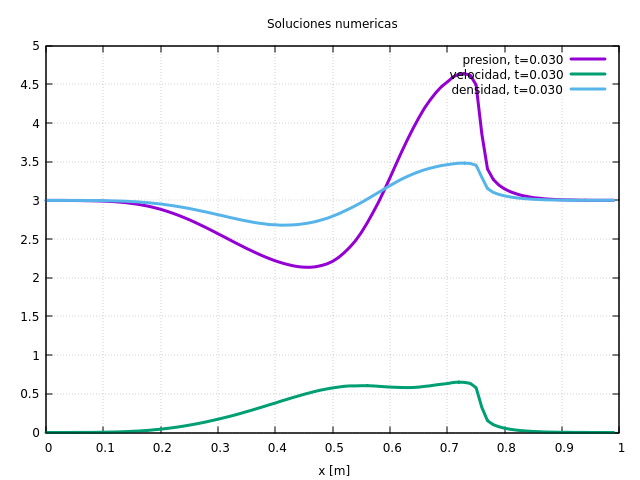 Soluciones numericas
presion, t=0.030
velocidad, t=0.030
densidad, t=0.030
5
4.5
4
3.5
3
2.5
2
1.5
1
0.5
0
0 0.1 0.2 0.3 0.4 0.5 0.6 0.7 0.8 0.9 1
x [m]